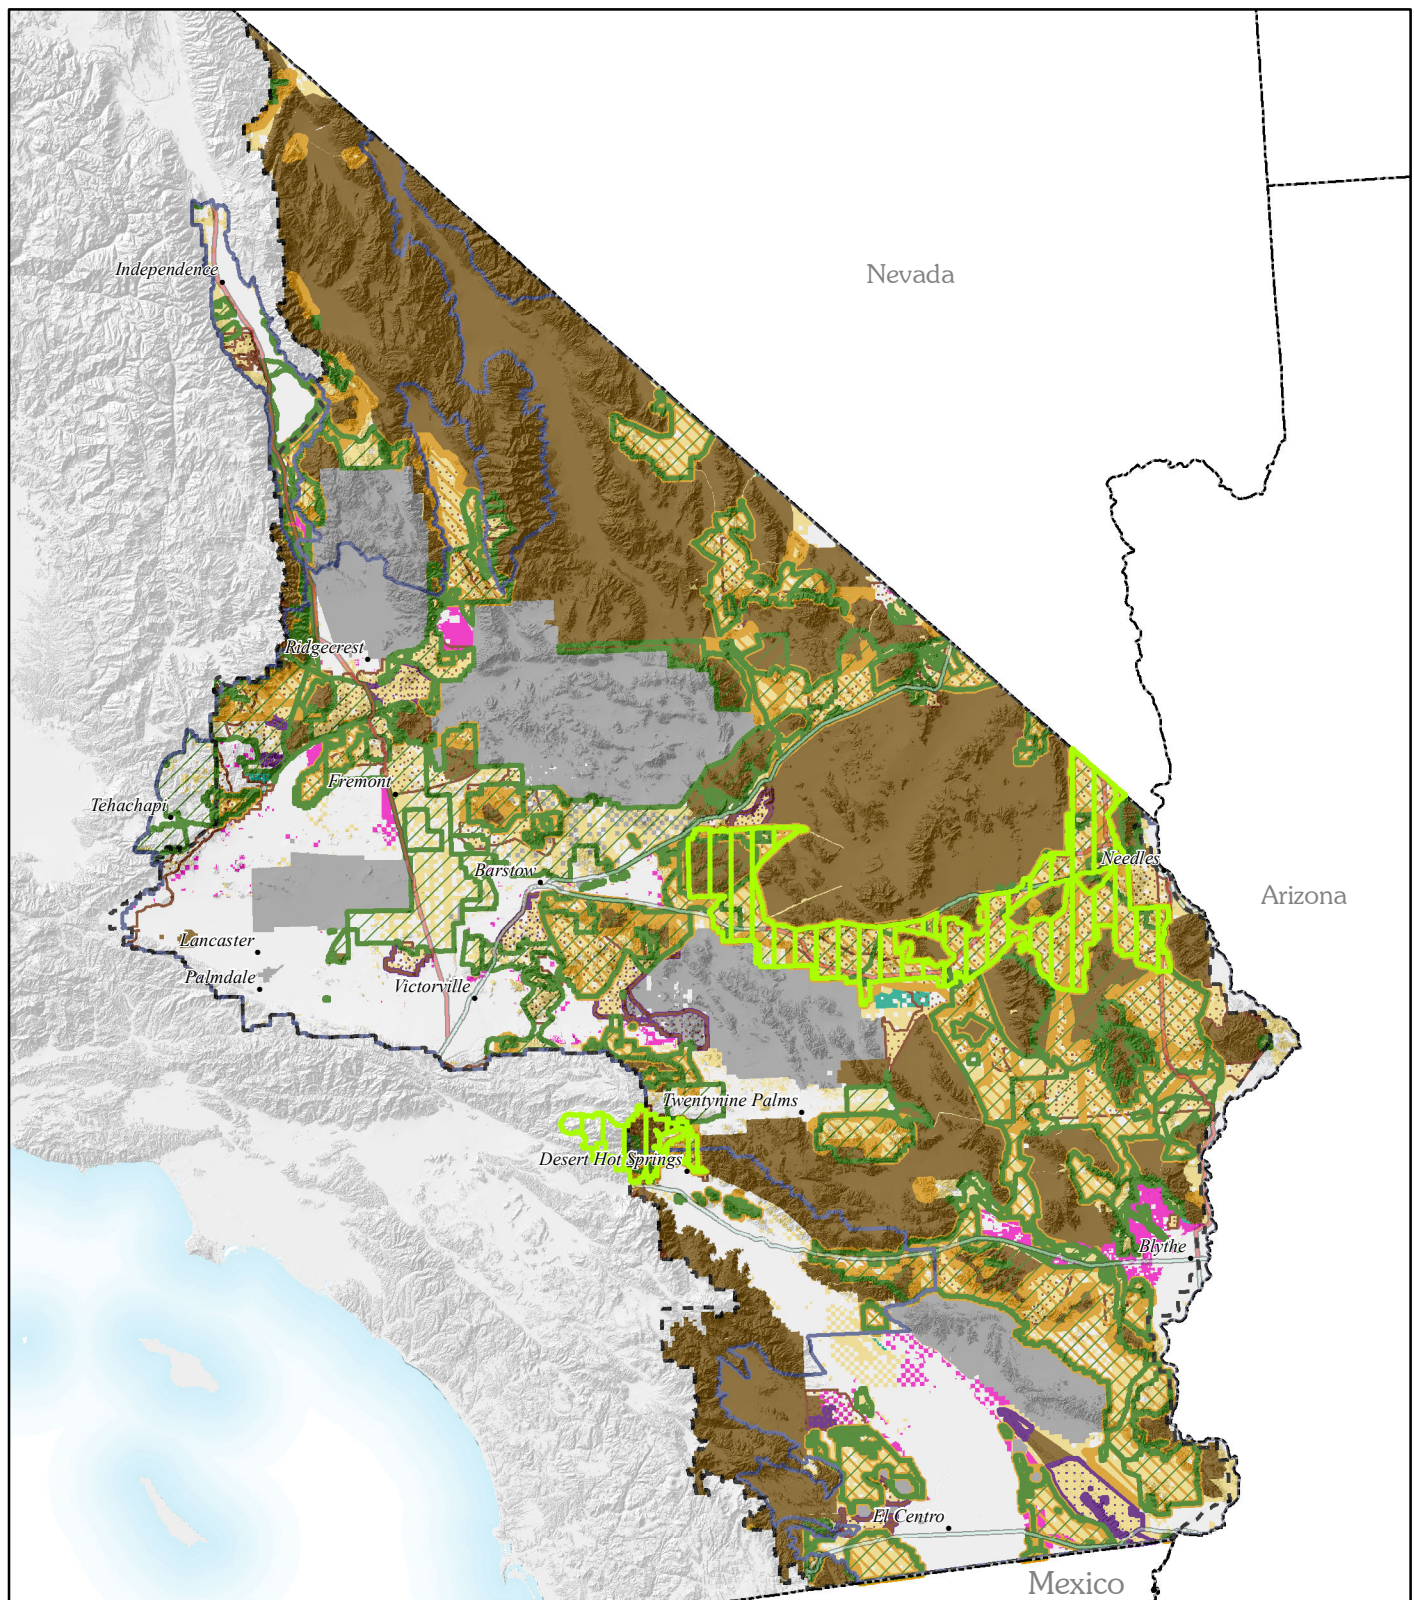 Nevada
Independence
Ridgecrest
Fremont
Tehachapi
Needles
Barstow
Arizona
Lancaster
Palmdale
Victorville
Twentynine Palms
Desert Hot Springs
Blythe
El Centro
Mexico